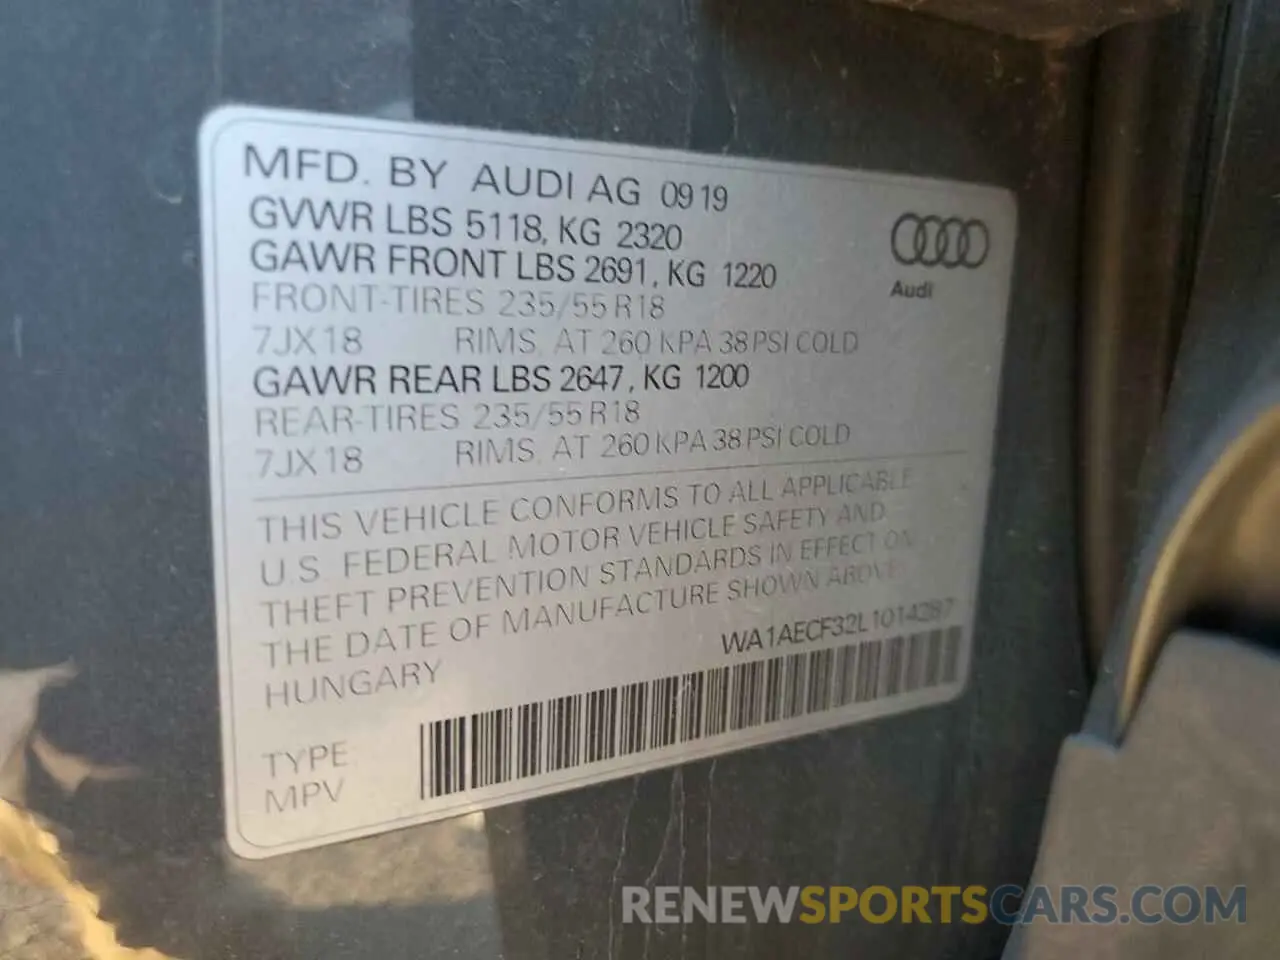 MFD. BY AUDI AG 0919
GVWR LBS 5118, KG 2320
GAWR FRONT LBS 2691, KG 1220
FRONT-TIRES 235/55 R18
7JX18 RIMS. AT 260 KPA 38 PSI COLD
GAWR REAR LBS 2647, KG 1200
REAR-TIRES 235/55 R18
7JX18 RIMS. AT 260 KPA 38 PSI COLD
Audi
THIS VEHICLE CONFORMS TO ALL APPLICABLE
U.S. FEDERAL MOTOR VEHICLE SAFETY AND
THEFT PREVENTION STANDARDS IN EFFECT ON
THE DATE OF MANUFACTURE SHOWN ABOVE
HUNGARY
WA1AECF32L1014287
TYPE:
MPV
RENEWSPORTSCARS.COM